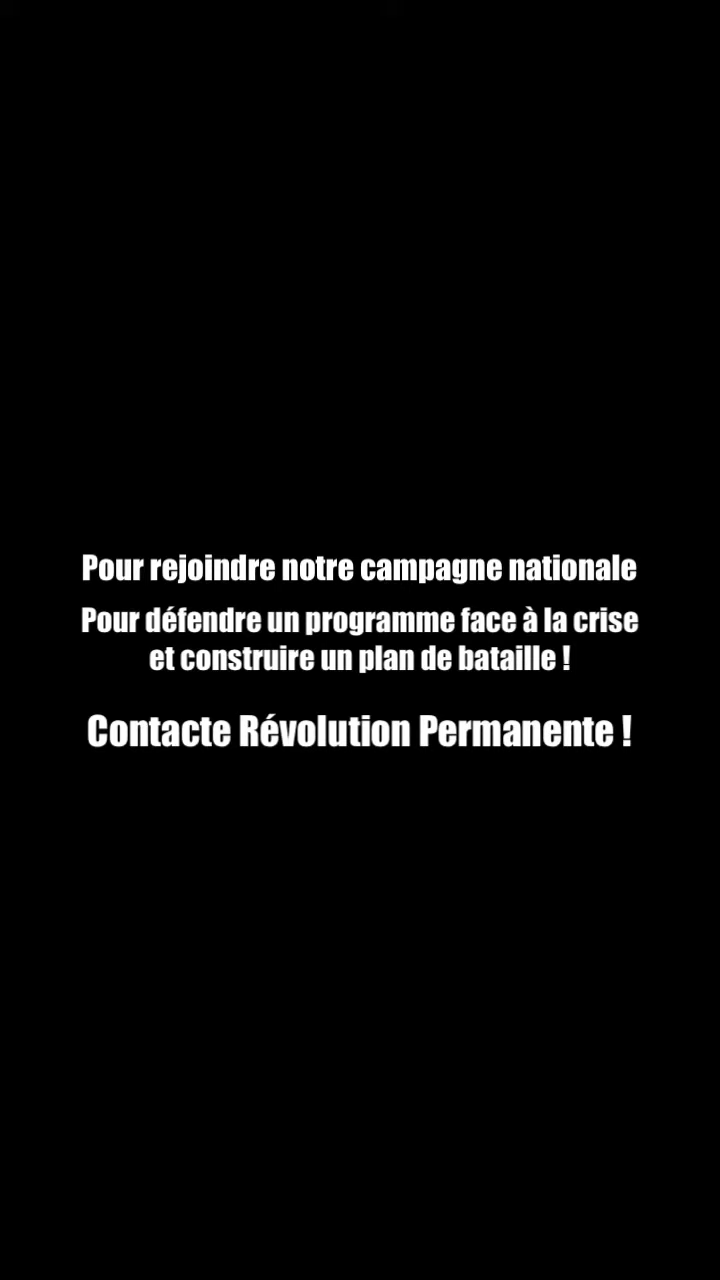 Pour rejoindre notre campagne nationale
Pour défendre un programme face à la crise
et construire un plan de bataille !
Contacte Révolution Permanente !